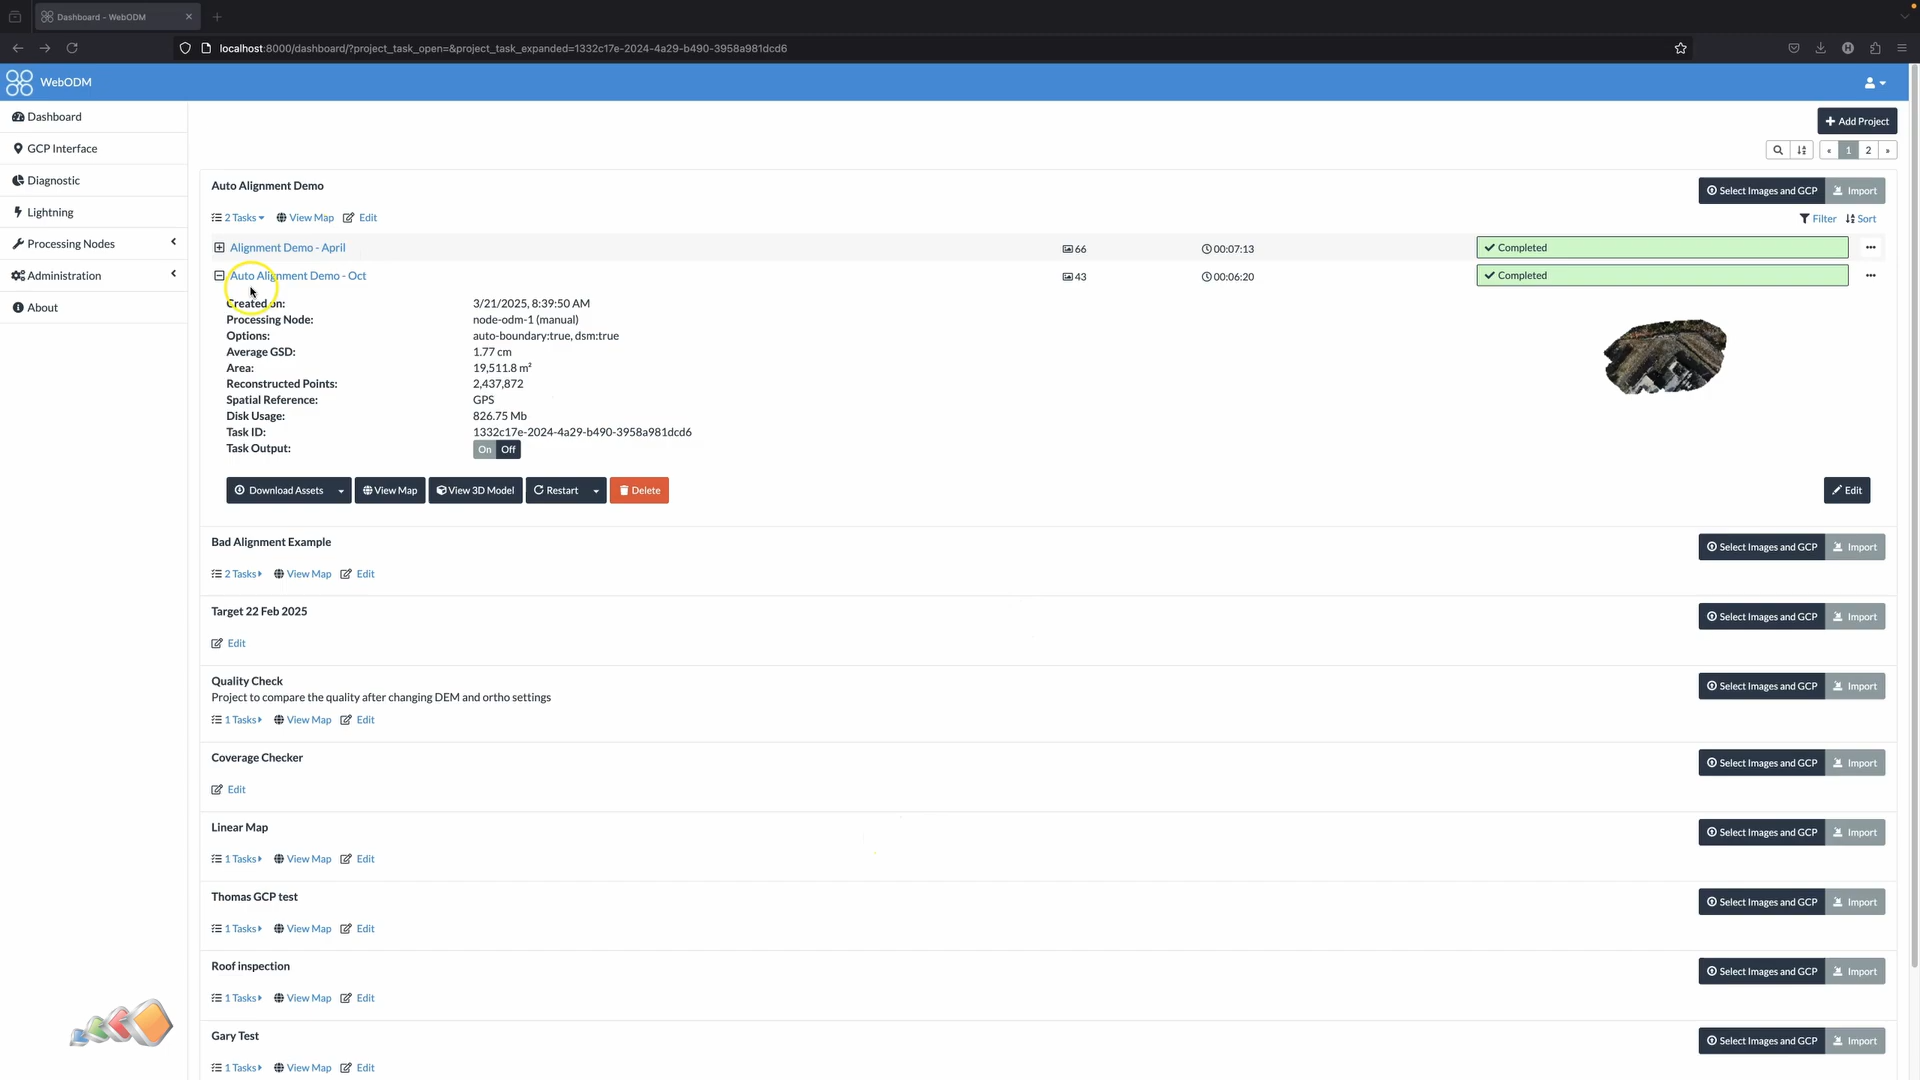 Dashboard - WebODM
localhost:8000/dashboard/?project_task_open=&project_task_expanded=1332c17e-2024-4a29-b490-3958a981dcd6
WebODM
Dashboard
GCP Interface
Diagnostic
Lightning
Processing Nodes
Administration
About
Add Project
« 1 2 »
Auto Alignment Demo
Select Images and GCP Import
2 Tasks View Map Edit
Filter Sort
Alignment Demo - April 66 00:07:13 Completed
Auto Alignment Demo - Oct 43 00:06:20 Completed
Created on: 3/21/2025, 8:39:50 AM
Processing Node: node-odm-1 (manual)
Options: auto-boundary:true, dsm:true
Average GSD: 1.77 cm
Area: 19,511.8 m²
Reconstructed Points: 2,437,872
Spatial Reference: GPS
Disk Usage: 826.75 Mb
Task ID: 1332c17e-2024-4a29-b490-3958a981dcd6
Task Output: On Off
Download Assets View Map View 3D Model Restart Delete Edit
Bad Alignment Example
Select Images and GCP Import
2 Tasks View Map Edit
Target 22 Feb 2025
Select Images and GCP Import
Edit
Quality Check
Select Images and GCP Import
Project to compare the quality after changing DEM and ortho settings
1 Tasks View Map Edit
Coverage Checker
Select Images and GCP Import
Edit
Linear Map
Select Images and GCP Import
1 Tasks View Map Edit
Thomas GCP test
Select Images and GCP Import
1 Tasks View Map Edit
Roof inspection
Select Images and GCP Import
1 Tasks View Map Edit
Gary Test
Select Images and GCP Import
1 Tasks View Map Edit